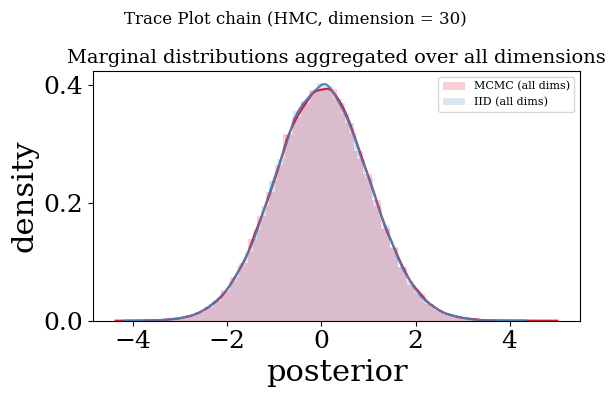 Trace Plot chain (HMC, dimension = 30)
Marginal distributions aggregated over all dimensions
MCMC (all dims)
IID (all dims)
density
0.4
0.2
0.0
−4 −2 0 2 4
posterior